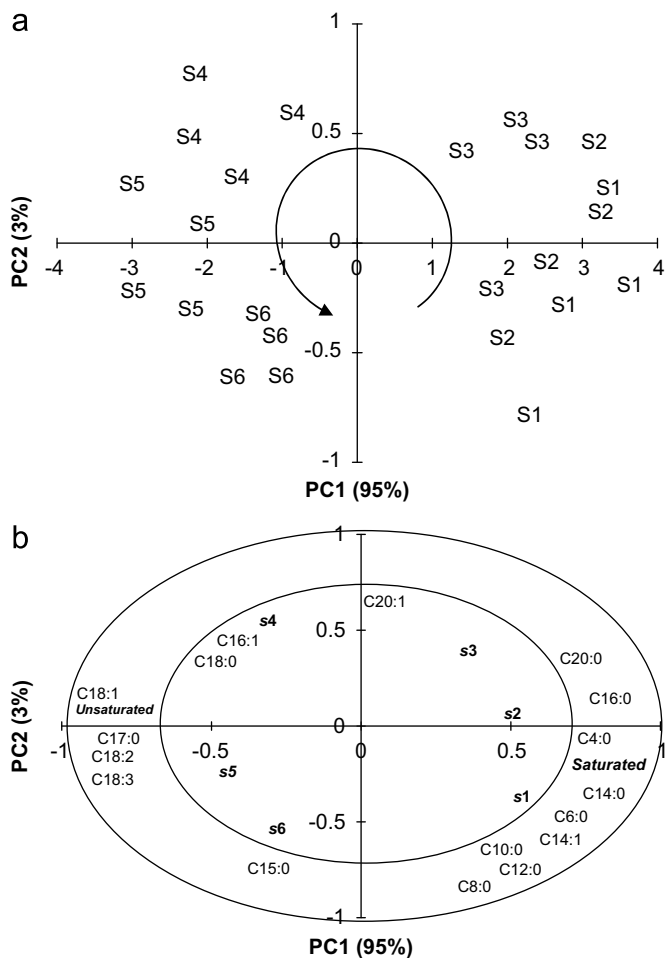 a
1
S4
S4
0.5
S3
S4
S3
S2
S3
S4
S5
S1
S2
S5
0
-4
-3
-2
-1
0
1
2
3
4
S2
S5
S3
S1
S5
S1
S6
S6
S2
-0.5
S6
S6
S1
-1
PC2 (3%)
PC1 (95%)
b
1
C20:1
0.5
s4
C16:1
C18:0
s3
C20:0
C18:1
Unsaturated
C16:0
s2
0
-1
-0.5
0
0.5
1
C17:0
C4:0
C18:2
Saturated
s5
C18:3
C14:0
s1
C6:0
-0.5
s6
C14:1
C10:0
C15:0
C12:0
C8:0
-1
PC2 (3%)
PC1 (95%)